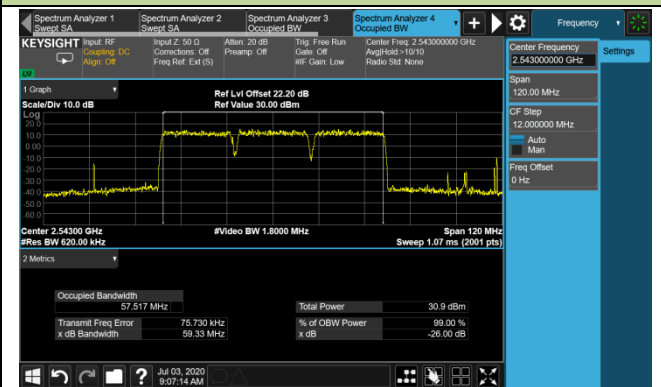 Spectrum Analyzer 1
Swept SA
Spectrum Analyzer 2
Swept SA
Spectrum Analyzer 3
Occupied BW
Spectrum Analyzer 4
Occupied BW
Frequency
KEYSIGHT
Input: RF
Coupling: DC
Align: Off
Input Z: 50 Ω
Corrections: Off
Freq Ref: Ext (S)
Atten: 20 dB
Preamp: Off
Trig: Free Run
Gate: Off
#IF Gain: Low
Center Freq: 2.543000000 GHz
Avg|Hold:>10/10
Radio Std: None
LXI
Center Frequency
2.543000000 GHz
Settings
Span
120.00 MHz
CF Step
12.000000 MHz
Auto
Man
Freq Offset
0 Hz
1 Graph
Scale/Div 10.0 dB
Ref Lvl Offset 22.20 dB
Ref Value 30.00 dBm
Log
20.0
10.0
0.00
-10.0
-20.0
-30.0
-40.0
-50.0
-60.0
Center 2.54300 GHz
#Res BW 620.00 kHz
#Video BW 1.8000 MHz
Span 120 MHz
Sweep 1.07 ms (2001 pts)
2 Metrics
Occupied Bandwidth
57.517 MHz
Total Power 30.9 dBm
Transmit Freq Error 75.730 kHz
% of OBW Power 99.00 %
x dB Bandwidth 59.33 MHz
x dB -26.00 dB
?
Jul 03, 2020
9:07:14 AM